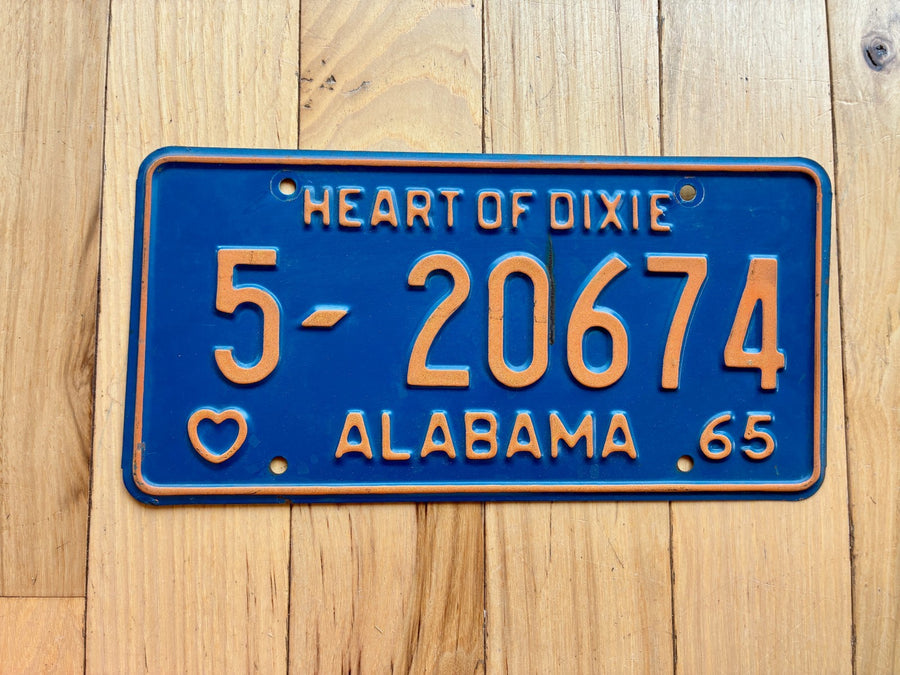 HEART OF DIXIE
5-20674
ALABAMA 65